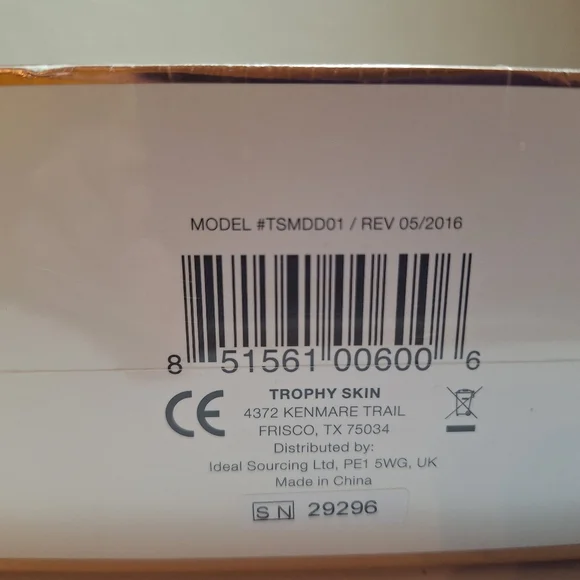 MODEL #TSMDD01 / REV 05/2016
8 51561 00600 6
CE
TROPHY SKIN
4372 KENMARE TRAIL
FRISCO, TX 75034
Distributed by:
Ideal Sourcing Ltd, PE1 5WG, UK
Made in China
SN 29296